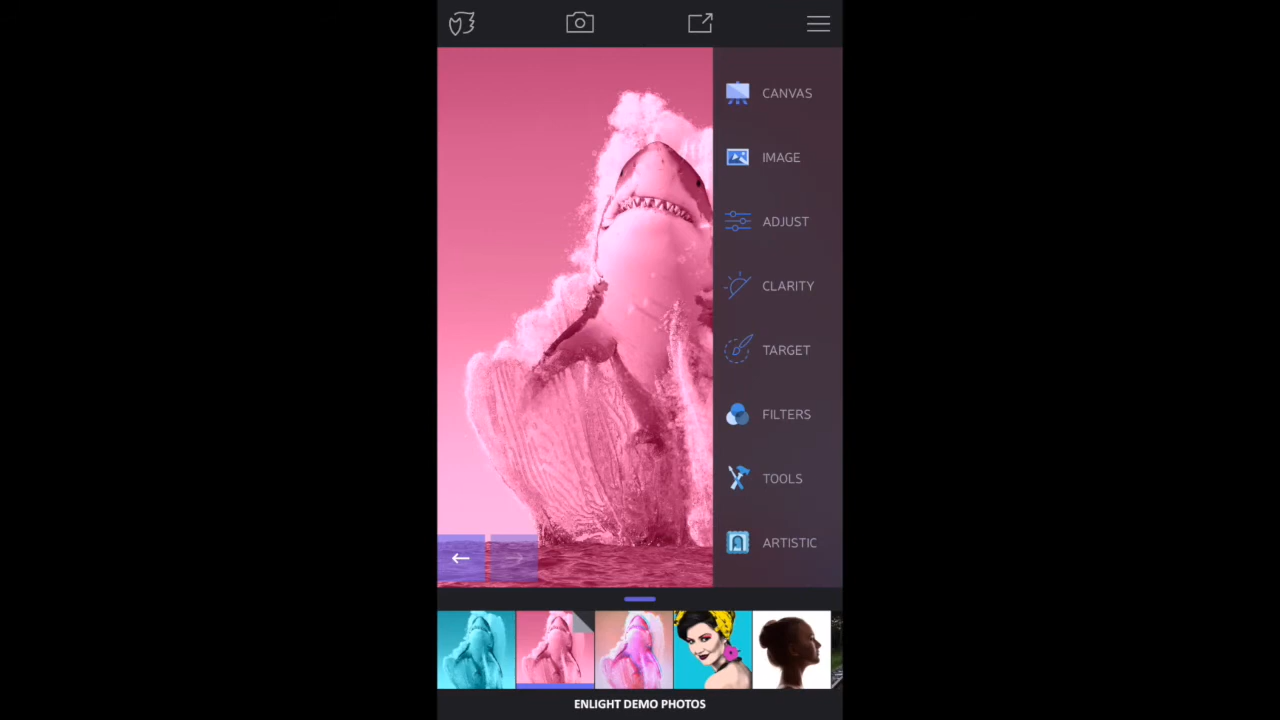 CANVAS
IMAGE
ADJUST
CLARITY
TARGET
FILTERS
TOOLS
ARTISTIC
ENLIGHT DEMO PHOTOS